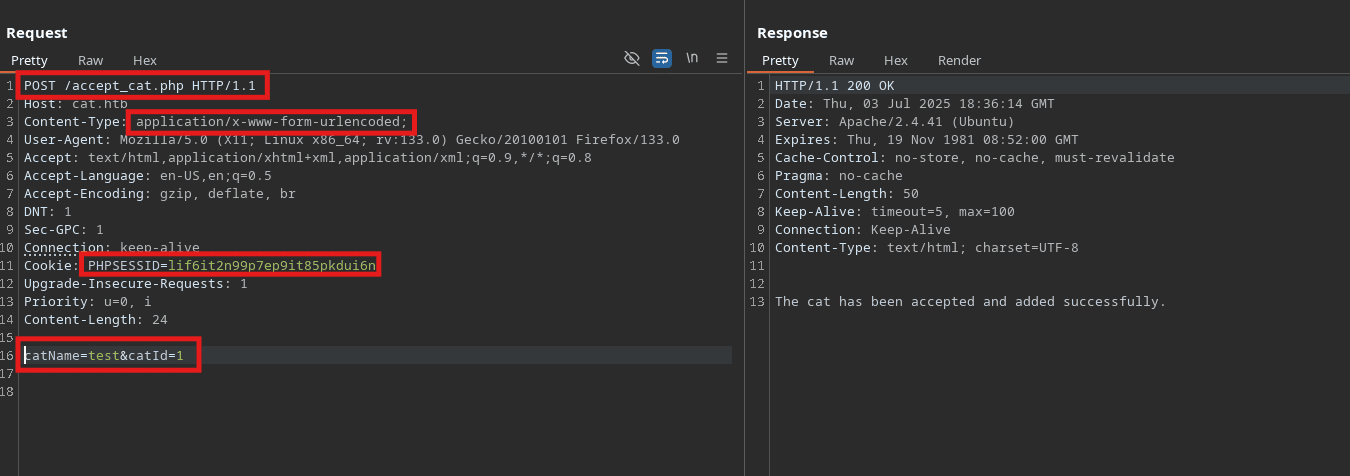 Request
Pretty Raw Hex
\n
1 POST /accept_cat.php HTTP/1.1
2 Host: cat.htb
3 Content-Type: application/x-www-form-urlencoded;
4 User-Agent: Mozilla/5.0 (X11; Linux x86_64; rv:133.0) Gecko/20100101 Firefox/133.0
5 Accept: text/html,application/xhtml+xml,application/xml;q=0.9,*/*;q=0.8
6 Accept-Language: en-US,en;q=0.5
7 Accept-Encoding: gzip, deflate, br
8 DNT: 1
9 Sec-GPC: 1
10 Connection: keep-alive
11 Cookie: PHPSESSID=lif6it2n99p7ep9it85pkdui6n
12 Upgrade-Insecure-Requests: 1
13 Priority: u=0, i
14 Content-Length: 24
15
16 catName=test&catId=1
17
18
Response
Pretty Raw Hex Render
1 HTTP/1.1 200 OK
2 Date: Thu, 03 Jul 2025 18:36:14 GMT
3 Server: Apache/2.4.41 (Ubuntu)
4 Expires: Thu, 19 Nov 1981 08:52:00 GMT
5 Cache-Control: no-store, no-cache, must-revalidate
6 Pragma: no-cache
7 Content-Length: 50
8 Keep-Alive: timeout=5, max=100
9 Connection: Keep-Alive
10 Content-Type: text/html; charset=UTF-8
11
12
13 The cat has been accepted and added successfully.